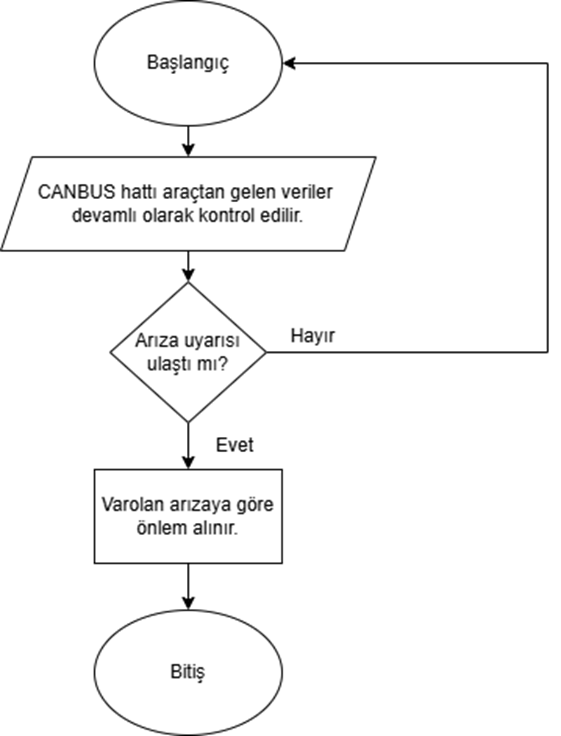 Başlangıç
CANBUS hattı araçtan gelen veriler
devamlı olarak kontrol edilir.
Arıza uyarısı
ulaştı mı?
Hayır
Evet
Varolan arızaya göre
önlem alınır.
Bitiş